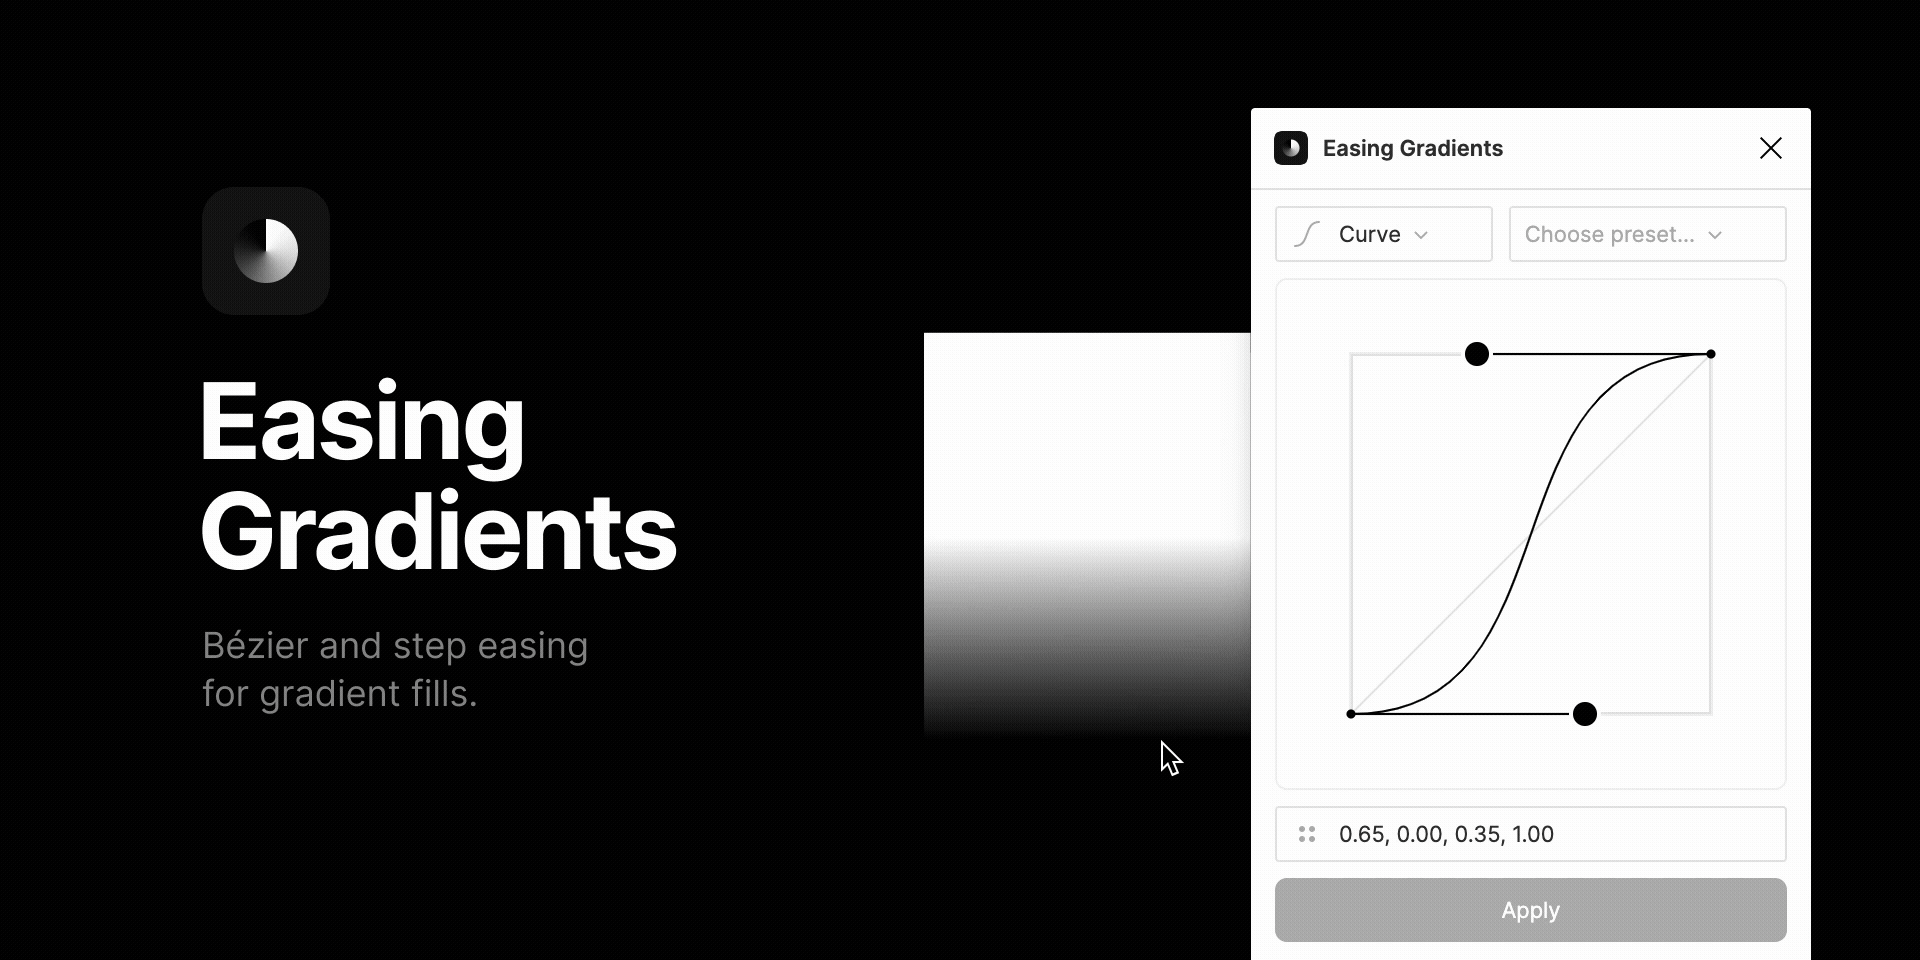 Easing
Gradients
Bézier and step easing
for gradient fills.
Easing Gradients
Curve
Choose preset...
0.65, 0.00, 0.35, 1.00
Apply